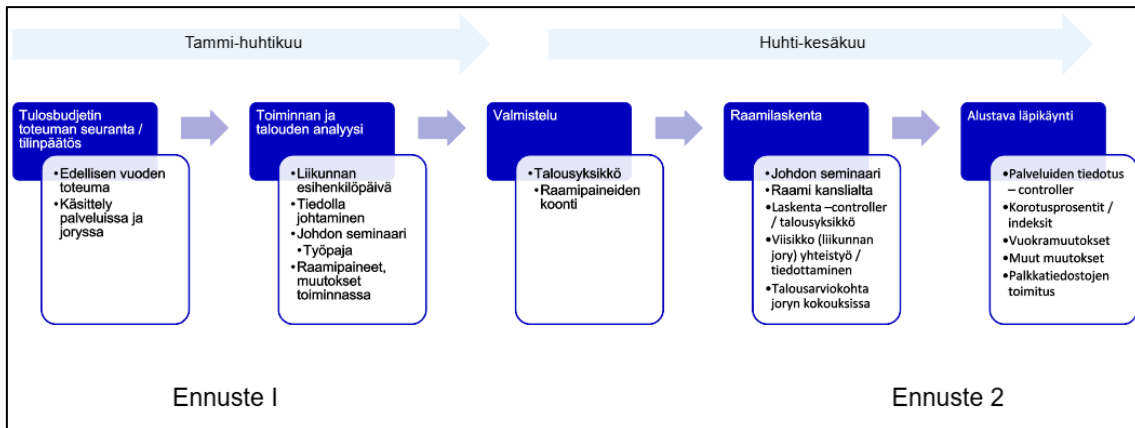 Tammi-huhtikuu
Huhti-kesäkuu
Tulosbudjetin
toteuman seuranta /
tilinpäätös
•Edellisen vuoden
toteuma
•Käsittely
palveluissa ja
joryssa
Toiminnan ja
talouden analyysi
•Liikunnan
esihenkilöpäivä
•Tiedolla
johtaminen
•Johdon seminaari
•Työpaja
•Raamipaineet,
muutokset
toiminnassa
Valmistelu
•Talousyksikkö
•Raamipaineiden
koonti
Raamilaskenta
•Johdon seminaari
•Raami kanslialta
•Laskenta –controller
/ talousyksikkö
•Viisikko (liikunnan
jory) yhteistyö /
tiedottaminen
•Talousarviokohta
joryn kokouksissa
Alustava läpikäynti
•Palveluiden tiedotus
– controller
•Korotusprosentit /
indeksit
•Vuokramuutokset
•Muut muutokset
•Palkkatiedostojen
toimitus
Ennuste I
Ennuste 2